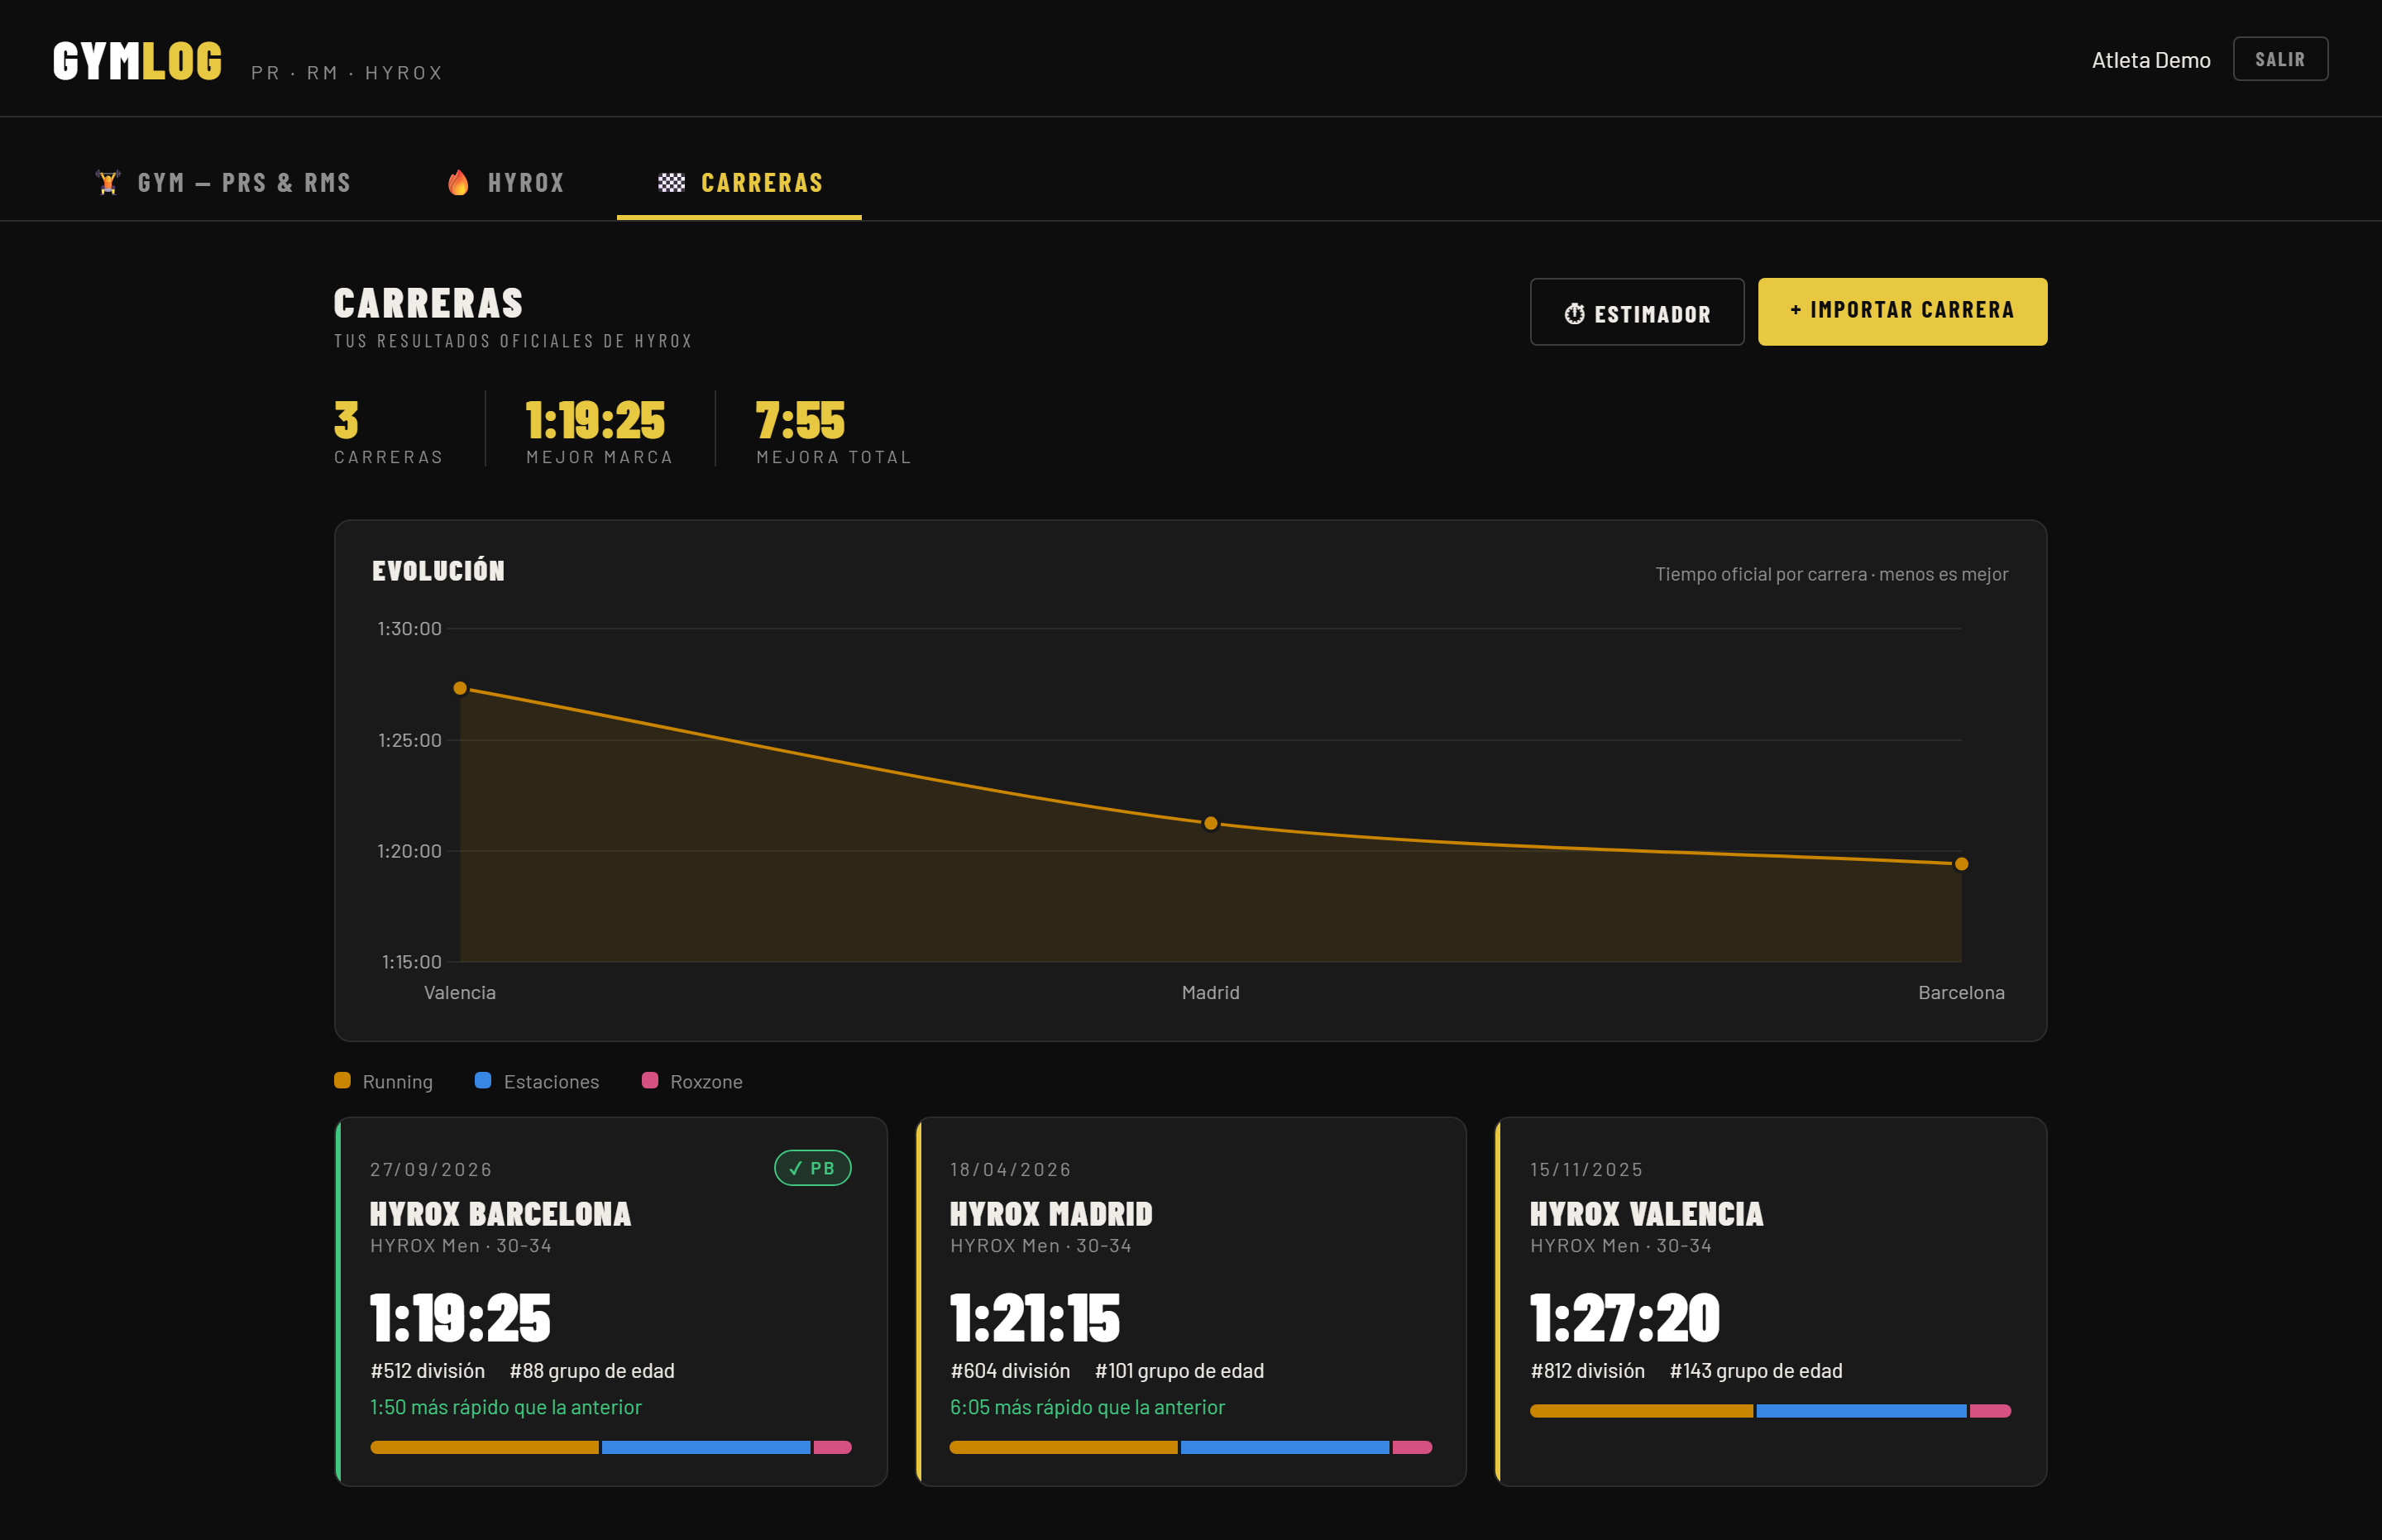 GYMLOG PR · RM · HYROX
Atleta Demo SALIR
GYM — PRS & RMS HYROX CARRERAS
CARRERAS
TUS RESULTADOS OFICIALES DE HYROX
⏱ ESTIMADOR + IMPORTAR CARRERA
3 1:19:25 7:55
CARRERAS MEJOR MARCA MEJORA TOTAL
EVOLUCIÓN Tiempo oficial por carrera · menos es mejor
1:30:00
1:25:00
1:20:00
1:15:00
Valencia Madrid Barcelona
Running Estaciones Roxzone
27/09/2026 ✓ PB
HYROX BARCELONA
HYROX Men · 30-34
1:19:25
#512 división #88 grupo de edad
1:50 más rápido que la anterior
18/04/2026
HYROX MADRID
HYROX Men · 30-34
1:21:15
#604 división #101 grupo de edad
6:05 más rápido que la anterior
15/11/2025
HYROX VALENCIA
HYROX Men · 30-34
1:27:20
#812 división #143 grupo de edad